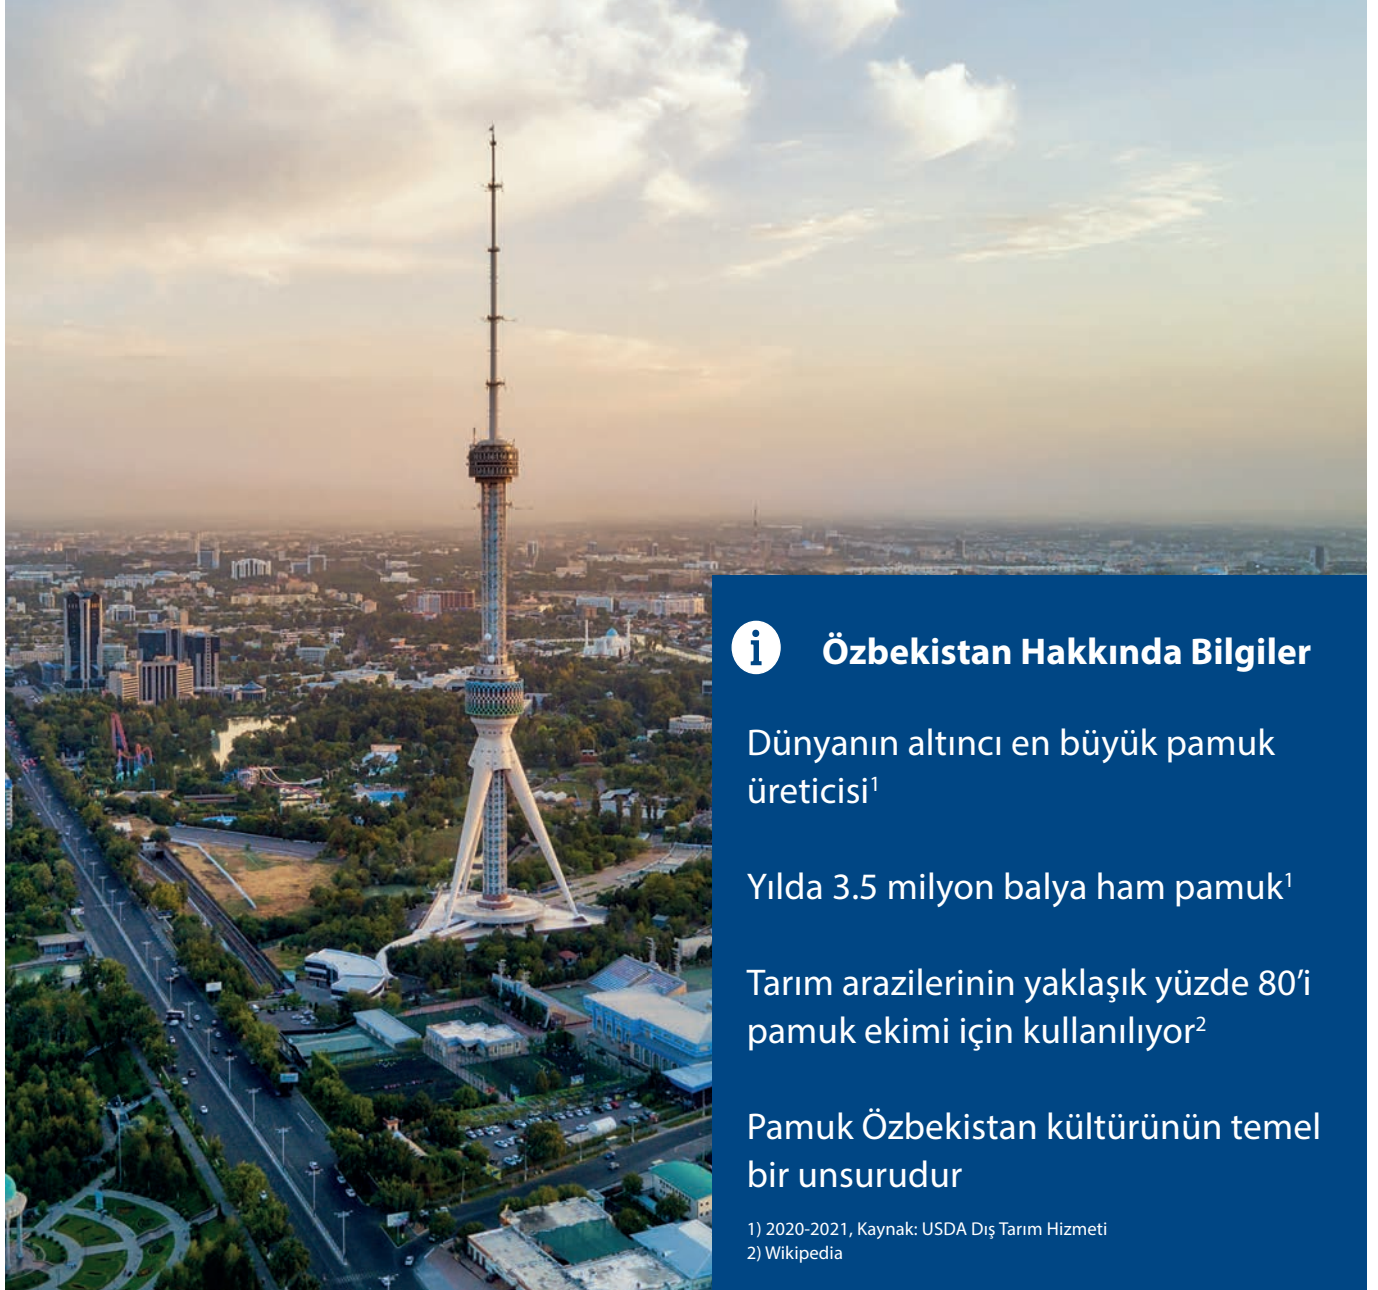 Özbekistan Hakkında Bilgiler
Dünyanın altıncı en büyük pamuk
üreticisi¹
Yılda 3.5 milyon balya ham pamuk¹
Tarım arazilerinin yaklaşık yüzde 80’i
pamuk ekimi için kullanılıyor²
Pamuk Özbekistan kültürünün temel
bir unsurudur
1) 2020-2021, Kaynak: USDA Dış Tarım Hizmeti
2) Wikipedia